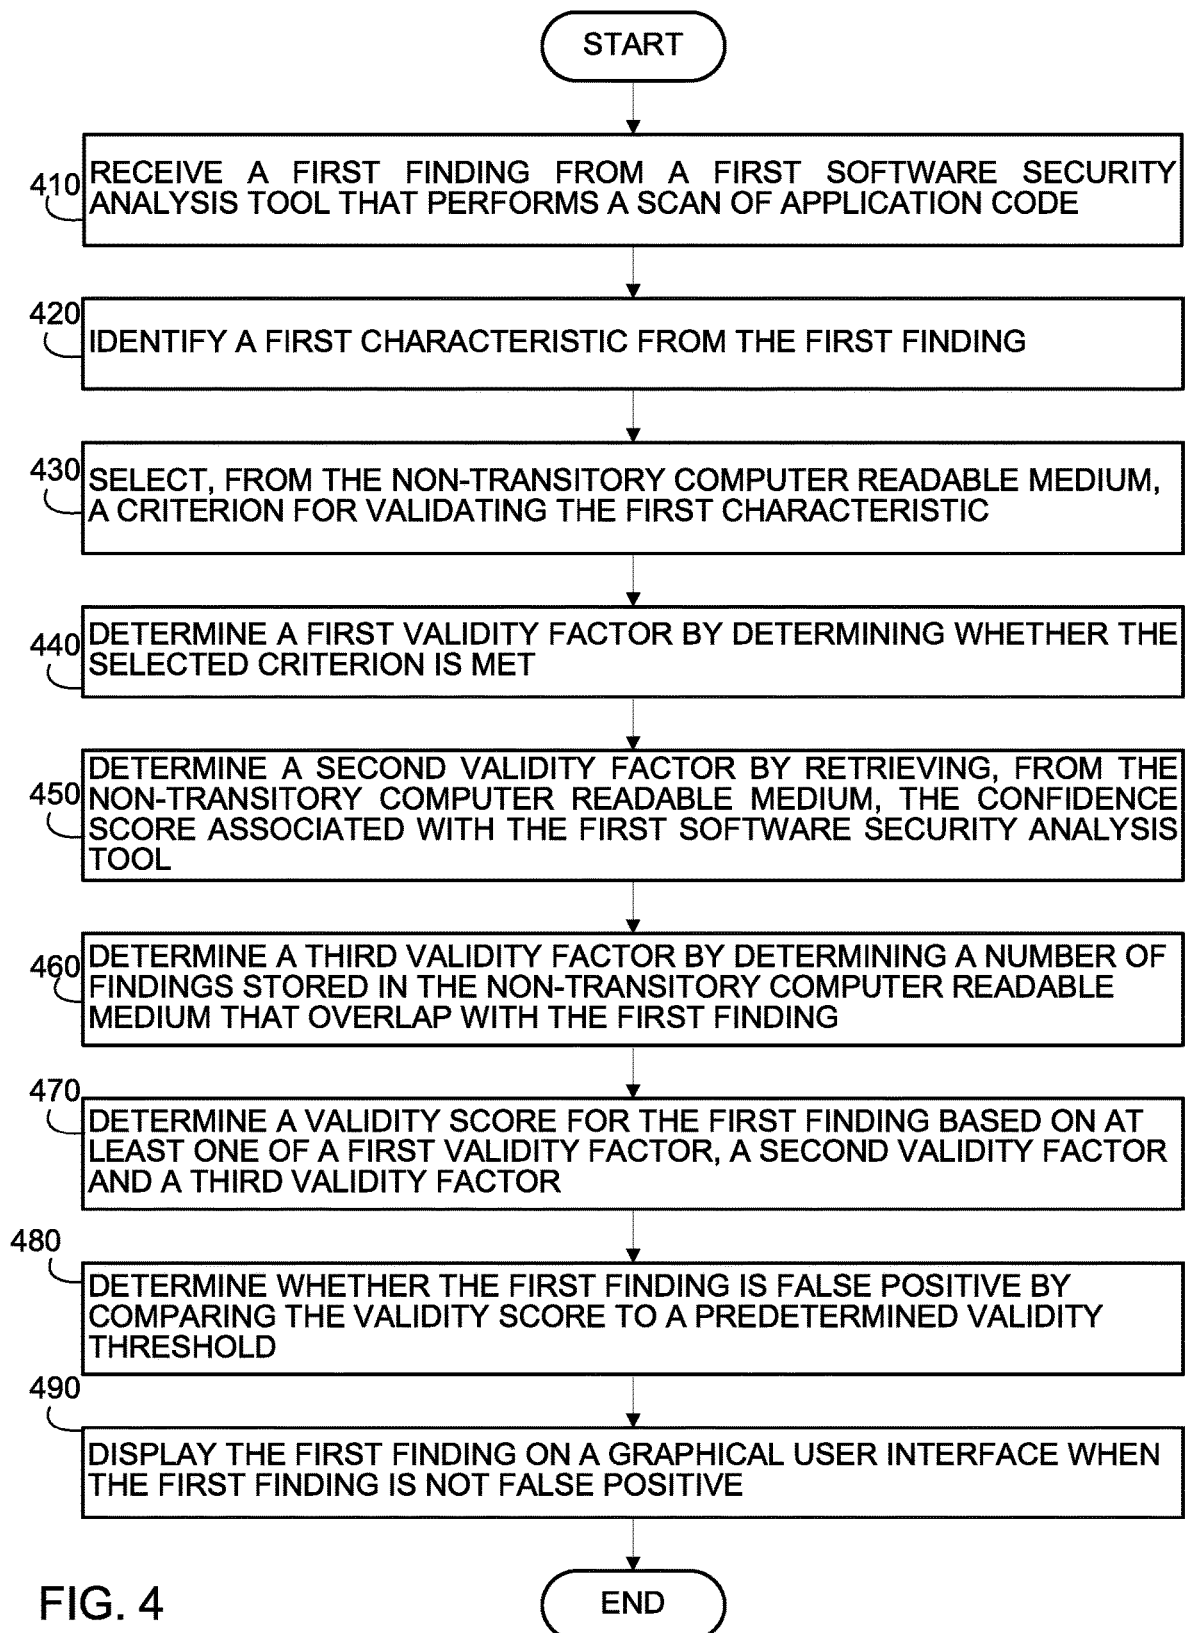 START
410
RECEIVE A FIRST FINDING FROM A FIRST SOFTWARE SECURITY
ANALYSIS TOOL THAT PERFORMS A SCAN OF APPLICATION CODE
420
IDENTIFY A FIRST CHARACTERISTIC FROM THE FIRST FINDING
430
SELECT, FROM THE NON-TRANSITORY COMPUTER READABLE MEDIUM,
A CRITERION FOR VALIDATING THE FIRST CHARACTERISTIC
440
DETERMINE A FIRST VALIDITY FACTOR BY DETERMINING WHETHER THE
SELECTED CRITERION IS MET
450
DETERMINE A SECOND VALIDITY FACTOR BY RETRIEVING, FROM THE
NON-TRANSITORY COMPUTER READABLE MEDIUM, THE CONFIDENCE
SCORE ASSOCIATED WITH THE FIRST SOFTWARE SECURITY ANALYSIS
TOOL
460
DETERMINE A THIRD VALIDITY FACTOR BY DETERMINING A NUMBER OF
FINDINGS STORED IN THE NON-TRANSITORY COMPUTER READABLE
MEDIUM THAT OVERLAP WITH THE FIRST FINDING
470
DETERMINE A VALIDITY SCORE FOR THE FIRST FINDING BASED ON AT
LEAST ONE OF A FIRST VALIDITY FACTOR, A SECOND VALIDITY FACTOR
AND A THIRD VALIDITY FACTOR
480
DETERMINE WHETHER THE FIRST FINDING IS FALSE POSITIVE BY
COMPARING THE VALIDITY SCORE TO A PREDETERMINED VALIDITY
THRESHOLD
490
DISPLAY THE FIRST FINDING ON A GRAPHICAL USER INTERFACE WHEN
THE FIRST FINDING IS NOT FALSE POSITIVE
END
FIG. 4